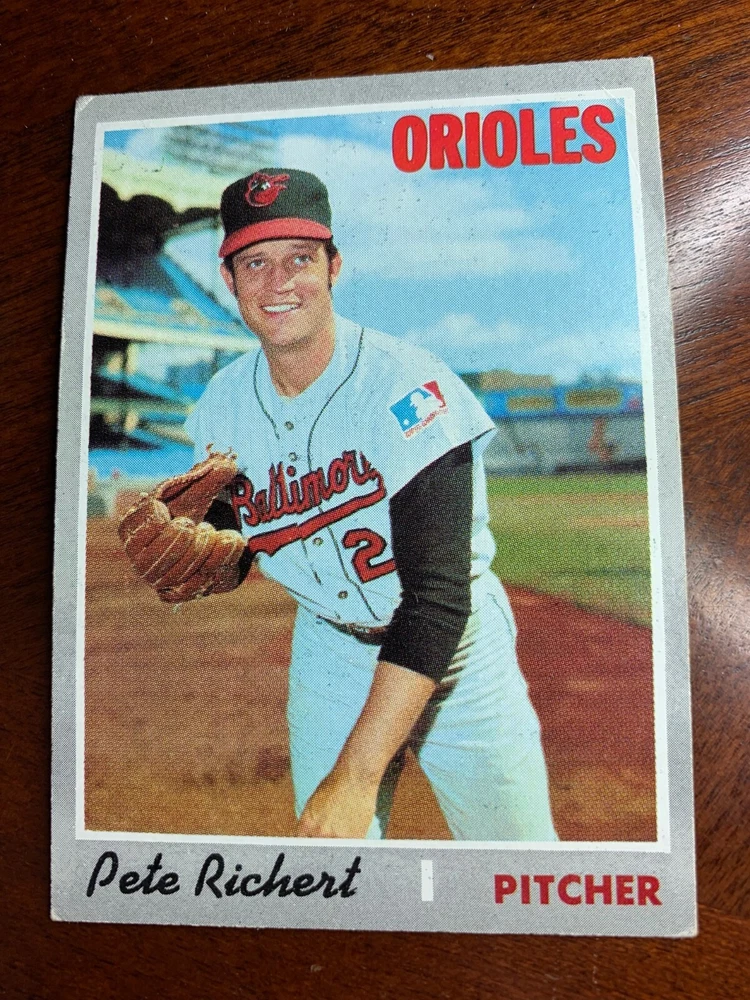 ORIOLES
Baltimore
2
Pete Richert
PITCHER